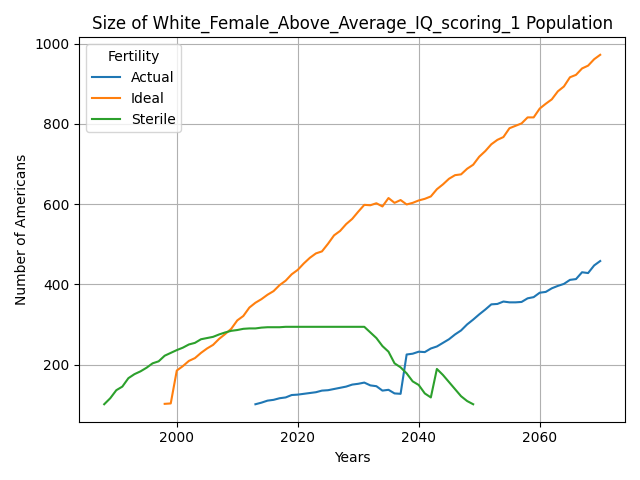 Size of White_Female_Above_Average_IQ_scoring_1 Population
Fertility
Actual
Ideal
Sterile
Number of Americans
1000
800
600
400
200
2000
2020
2040
2060
Years